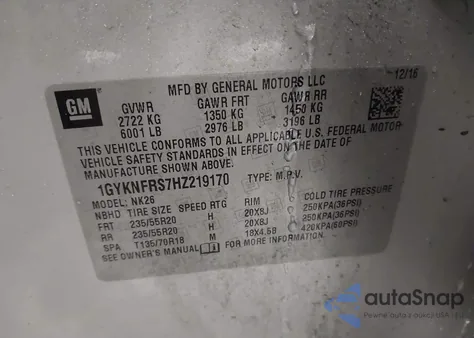 GM
MFD BY GENERAL MOTORS LLC
12/16
GVWR GAWR FRT GAWR RR
2722 KG 1350 KG 1450 KG
6001 LB 2976 LB 3196 LB
THIS VEHICLE CONFORMS TO ALL APPLICABLE U.S. FEDERAL MOTOR
VEHICLE SAFETY STANDARDS IN EFFECT ON THE DATE OF
MANUFACTURE SHOWN ABOVE.
1GYKNFRS7HZ219170 TYPE: M.P.V.
MODEL: NK26
NBHD TIRE SIZE SPEED RTG RIM COLD TIRE PRESSURE
FRT 235/55R20 H 20X8J 250KPA(36PSI)
RR 235/55R20 H 20X8J 250KPA(36PSI)
SPA T135/70R18 M 18X4.5B 420KPA(60PSI)
SEE OWNER'S MANUAL FOR MORE INFORMATION.
autoSnap
Pewne auta z aukcji USA